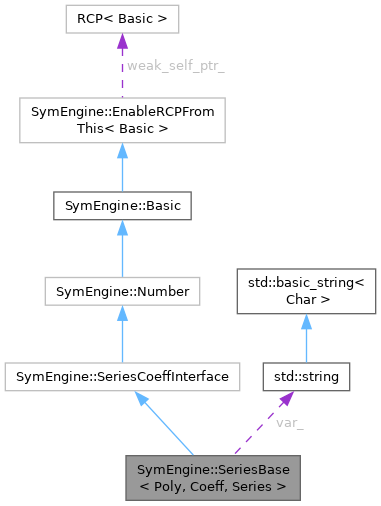 RCP< Basic >
weak_self_ptr_
SymEngine::EnableRCPFrom
This< Basic >
SymEngine::Basic
SymEngine::Number
std::basic_string<
Char >
SymEngine::SeriesCoeffInterface
std::string
var_
SymEngine::SeriesBase
< Poly, Coeff, Series >